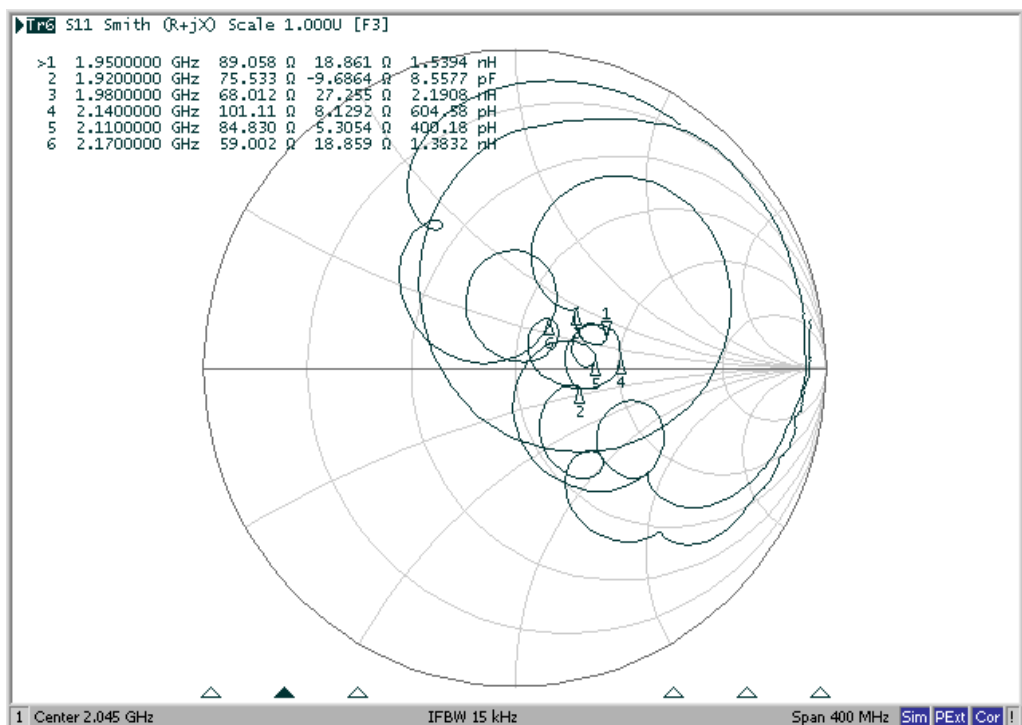 Tr6 S11 Smith (R+jX) Scale 1.000U [F3]
>1 1.9500000 GHz 89.058 Ω 18.861 Ω 1.5394 nH
2 1.9200000 GHz 75.533 Ω -9.6864 Ω 8.5577 pF
3 1.9800000 GHz 68.012 Ω 27.255 Ω 2.1908 nH
4 2.1400000 GHz 101.11 Ω 8.1292 Ω 604.58 pH
5 2.1100000 GHz 84.830 Ω 5.3054 Ω 400.18 pH
6 2.1700000 GHz 59.002 Ω 18.859 Ω 1.3832 nH
1
6
5
4
2
1 Center 2.045 GHz IFBW 15 kHz Span 400 MHz Sim PExt Cor !